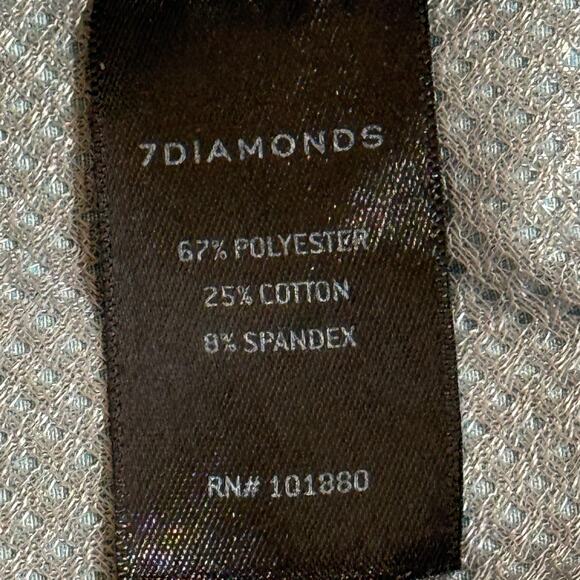 7DIAMONDS
67% POLYESTER
25% COTTON
8% SPANDEX
RN# 101880